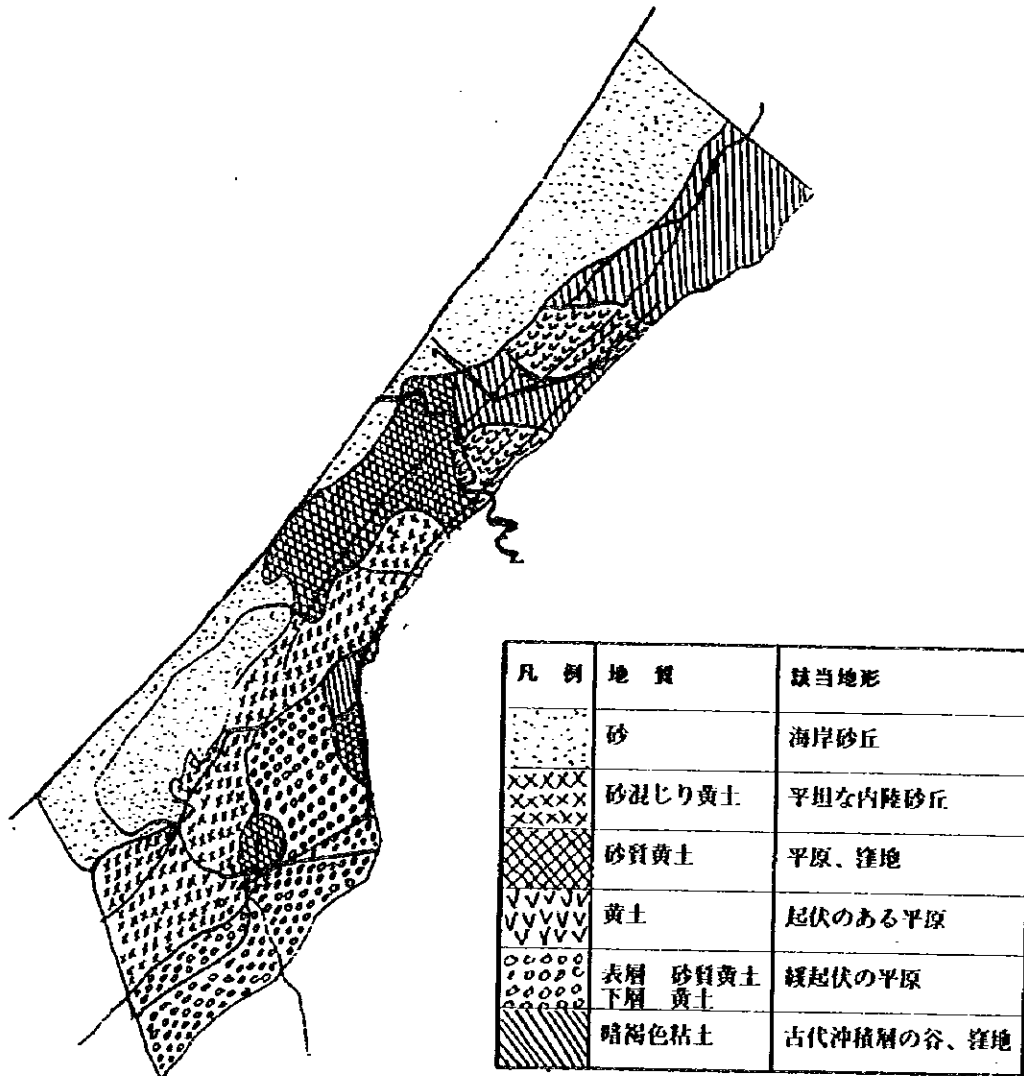 凡 例 地 質 該当地形
砂 海岸砂丘
砂混じり黄土 平坦な内陸砂丘
砂質黄土 平原、窪地
黄土 起伏のある平原
表層 砂質黄土 緩起伏の平原
下層 黄土
暗褐色粘土 古代沖積層の谷、窪地